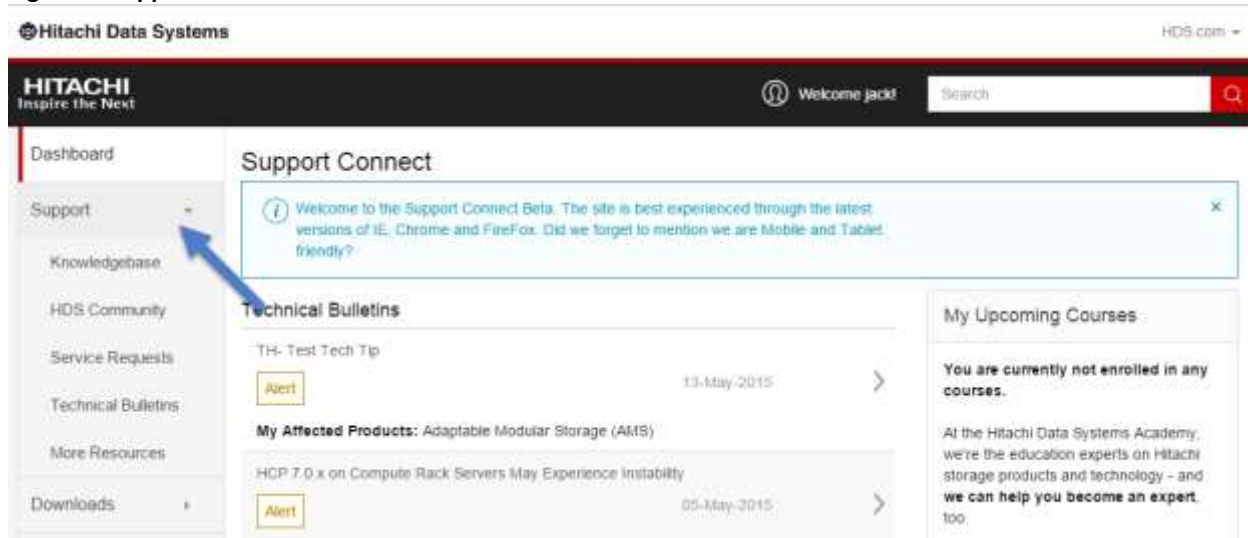 Hitachi Data Systems
HDS.com
HITACHI
Inspire the Next
Welcome jack!
Search
Dashboard
Support
Knowledgebase
HDS Community
Service Requests
Technical Bulletins
More Resources
Downloads
Support Connect
Welcome to the Support Connect Beta. The site is best experienced through the latest
versions of IE, Chrome and FireFox. Did we forget to mention we are Mobile and Tablet
friendly?
Technical Bulletins
TH- Test Tech Tip
Alert
13-May-2015
My Affected Products: Adaptable Modular Storage (AMS)
HCP 7.0.x on Compute Rack Servers May Experience Instability
Alert
05-May-2015
My Upcoming Courses
You are currently not enrolled in any
courses.
At the Hitachi Data Systems Academy,
we're the education experts on Hitachi
storage products and technology – and
we can help you become an expert,
too.